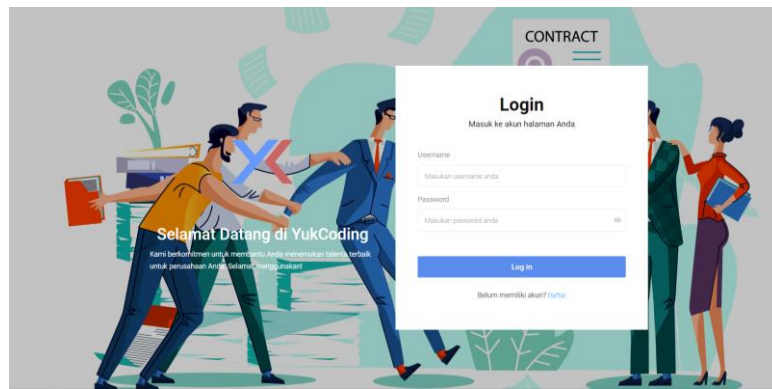 CONTRACT
Login
Masuk ke akun halaman Anda
Username
Masukan username anda
Password
Masukan password anda
Log in
Belum memiliki akun? Daftar
Selamat Datang di YukCoding
Kami berkomitmen untuk membantu Anda menemukan talenta terbaik
untuk perusahaan Anda. Selamat menggunakan!